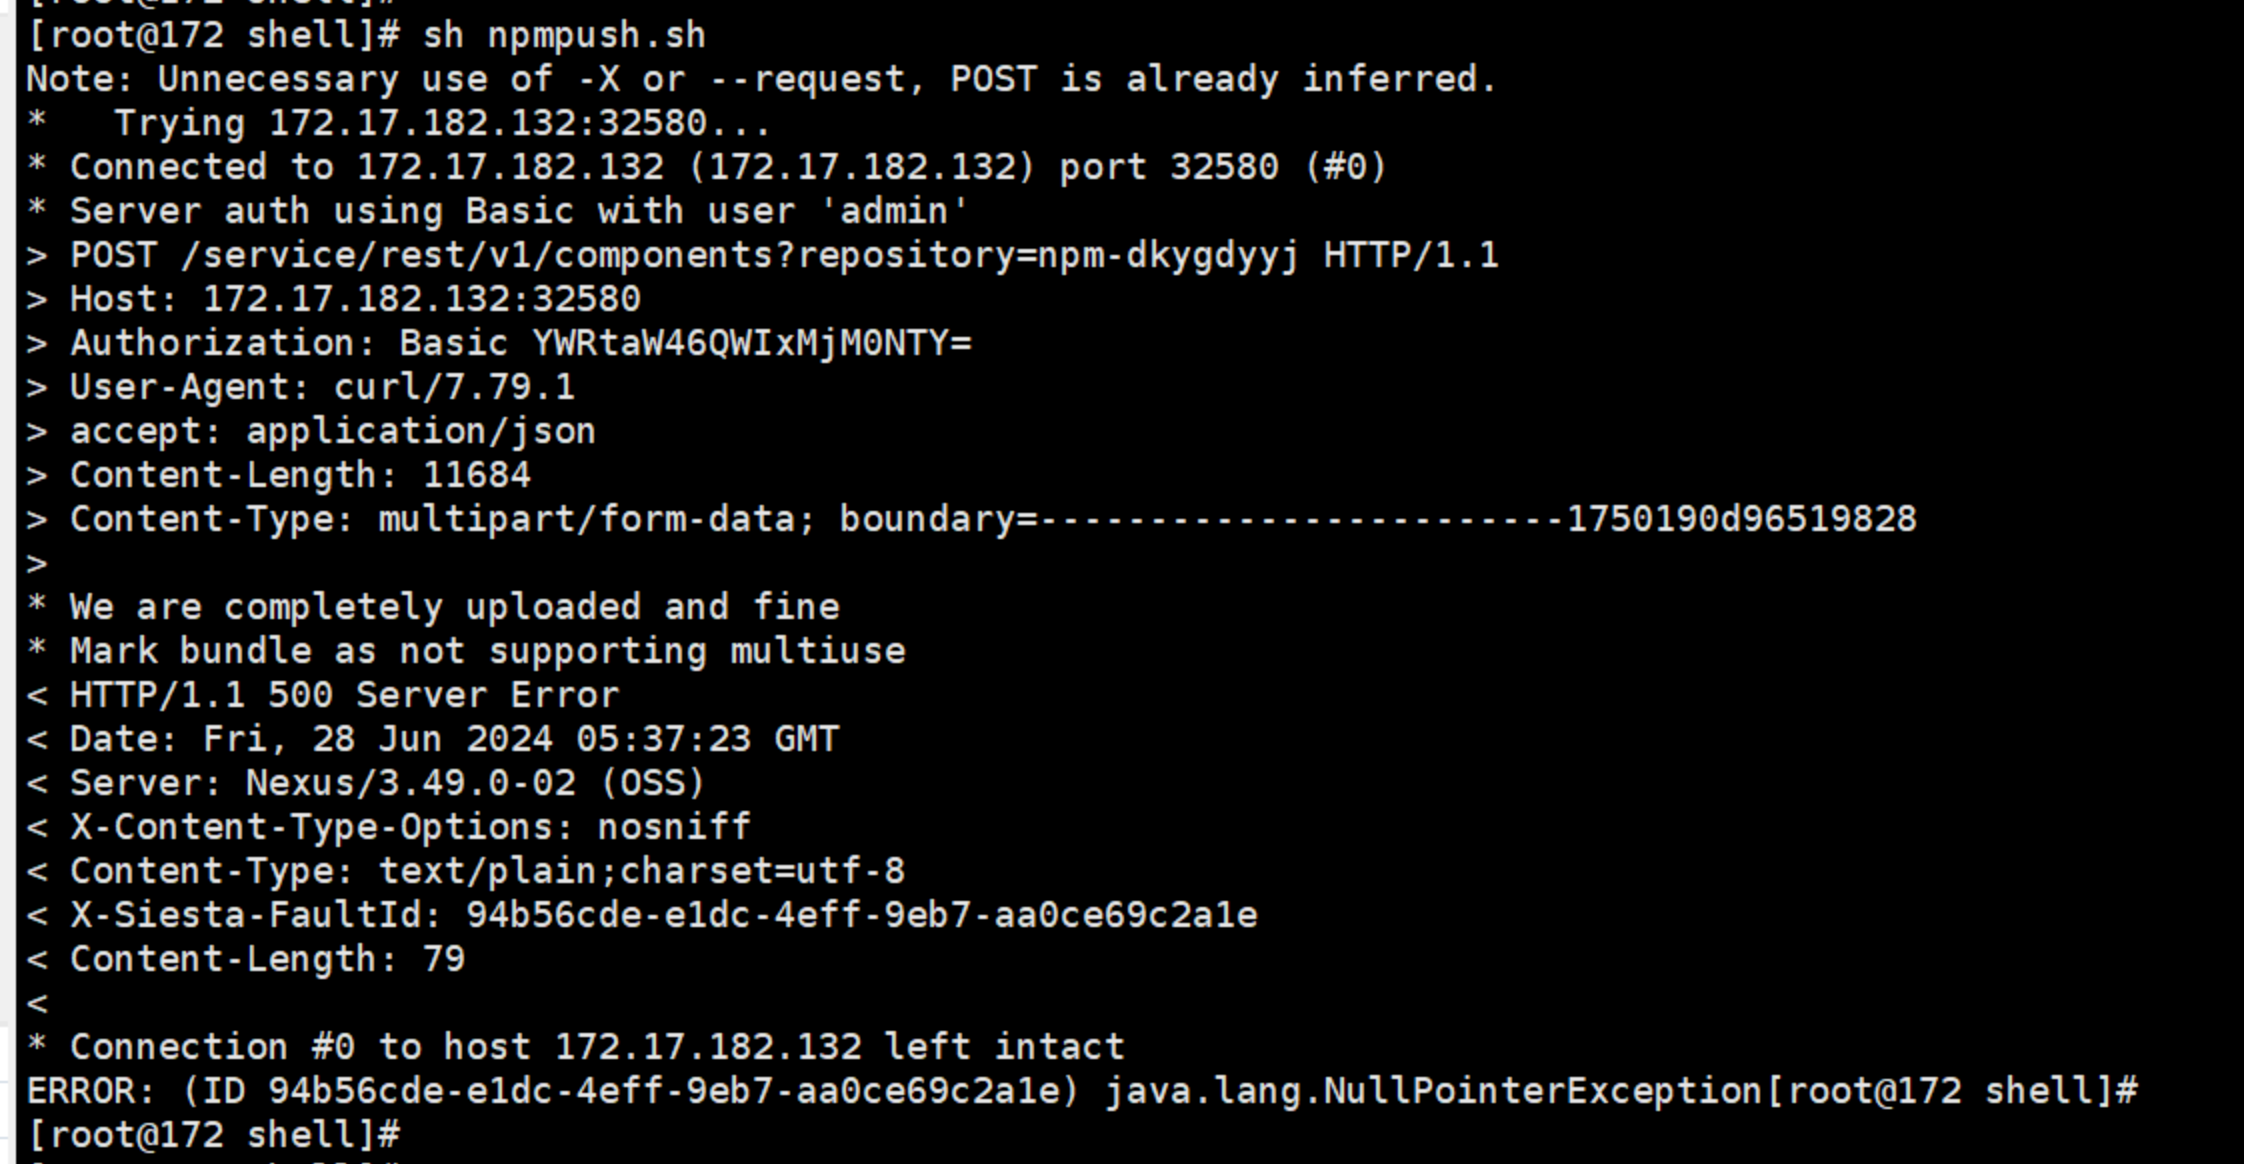 [root@172 shell]#
[root@172 shell]# sh npmpush.sh
Note: Unnecessary use of -X or --request, POST is already inferred.
*   Trying 172.17.182.132:32580...
* Connected to 172.17.182.132 (172.17.182.132) port 32580 (#0)
* Server auth using Basic with user 'admin'
> POST /service/rest/v1/components?repository=npm-dkygdyyj HTTP/1.1
> Host: 172.17.182.132:32580
> Authorization: Basic YWRtaW46QWIxMjM0NTY=
> User-Agent: curl/7.79.1
> accept: application/json
> Content-Length: 11684
> Content-Type: multipart/form-data; boundary=------------------------1750190d96519828
>
* We are completely uploaded and fine
* Mark bundle as not supporting multiuse
< HTTP/1.1 500 Server Error
< Date: Fri, 28 Jun 2024 05:37:23 GMT
< Server: Nexus/3.49.0-02 (OSS)
< X-Content-Type-Options: nosniff
< Content-Type: text/plain;charset=utf-8
< X-Siesta-FaultId: 94b56cde-e1dc-4eff-9eb7-aa0ce69c2a1e
< Content-Length: 79
<
* Connection #0 to host 172.17.182.132 left intact
ERROR: (ID 94b56cde-e1dc-4eff-9eb7-aa0ce69c2a1e) java.lang.NullPointerException[root@172 shell]#
[root@172 shell]#